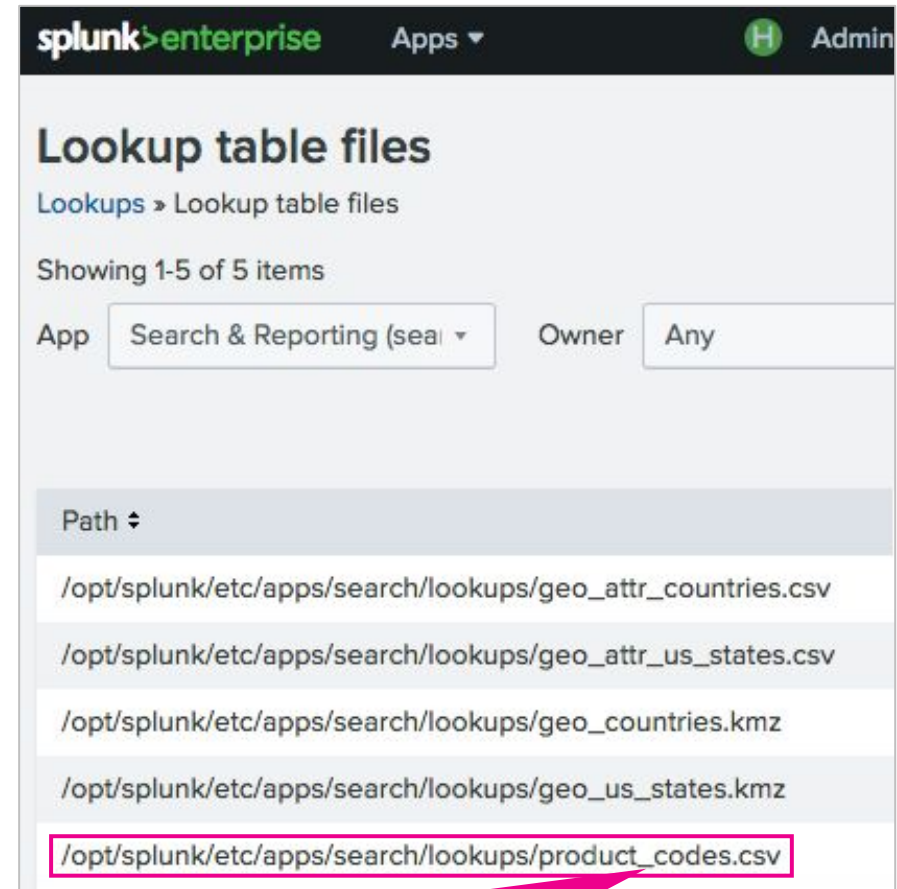 splunk>enterprise Apps H Admin
Lookup table files
Lookups » Lookup table files
Showing 1-5 of 5 items
App Search & Reporting (sea Owner Any
Path
/opt/splunk/etc/apps/search/lookups/geo_attr_countries.csv
/opt/splunk/etc/apps/search/lookups/geo_attr_us_states.csv
/opt/splunk/etc/apps/search/lookups/geo_countries.kmz
/opt/splunk/etc/apps/search/lookups/geo_us_states.kmz
/opt/splunk/etc/apps/search/lookups/product_codes.csv